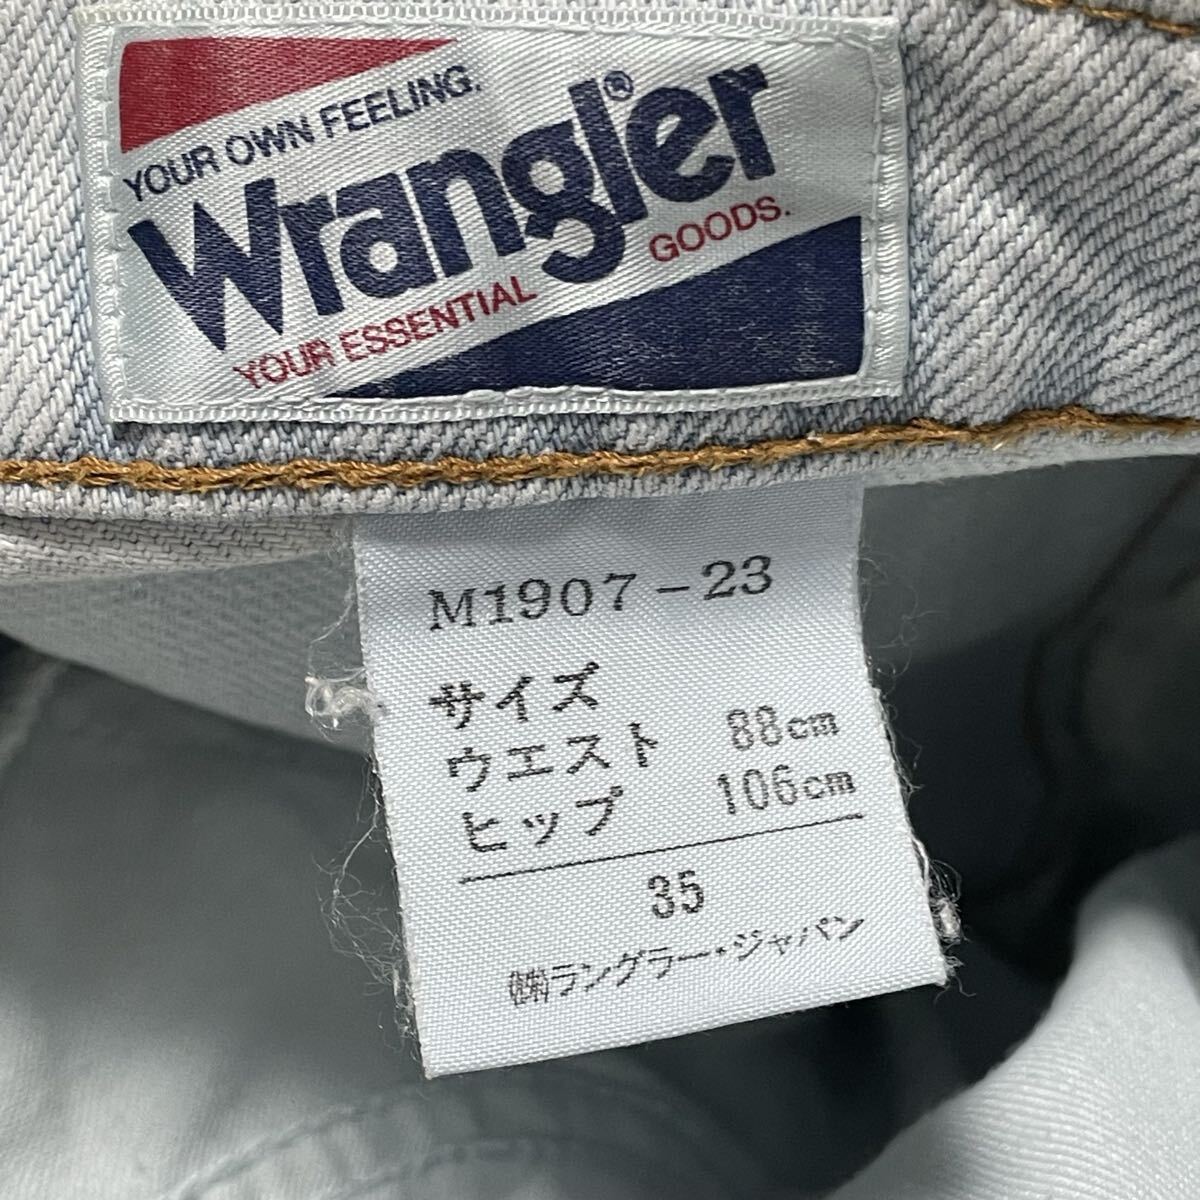 YOUR OWN FEELING.
Wrangler®
YOUR ESSENTIAL GOODS.
M1907-23
サイズ
ウエスト 88cm
ヒップ 106cm
35
㈱ラングラー・ジャパン